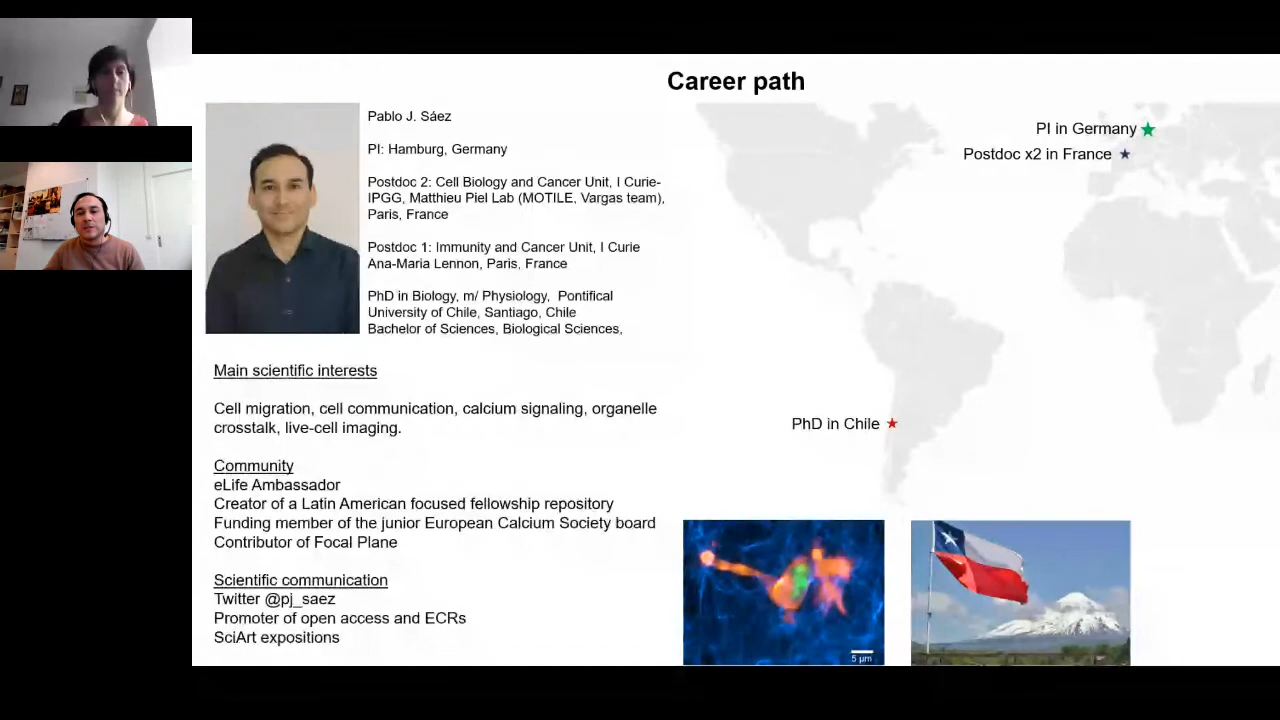 Career path
Pablo J. Sáez
PI: Hamburg, Germany
Postdoc 2: Cell Biology and Cancer Unit, I Curie-
IPGG, Matthieu Piel Lab (MOTILE, Vargas team),
Paris, France
Postdoc 1: Immunity and Cancer Unit, I Curie
Ana-Maria Lennon, Paris, France
PhD in Biology, m/ Physiology, Pontifical
University of Chile, Santiago, Chile
Bachelor of Sciences, Biological Sciences,
Main scientific interests
Cell migration, cell communication, calcium signaling, organelle
crosstalk, live-cell imaging.
Community
eLife Ambassador
Creator of a Latin American focused fellowship repository
Funding member of the junior European Calcium Society board
Contributor of Focal Plane
Scientific communication
Twitter @pj_saez
Promoter of open access and ECRs
SciArt expositions
PI in Germany
Postdoc x2 in France
PhD in Chile
5 µm